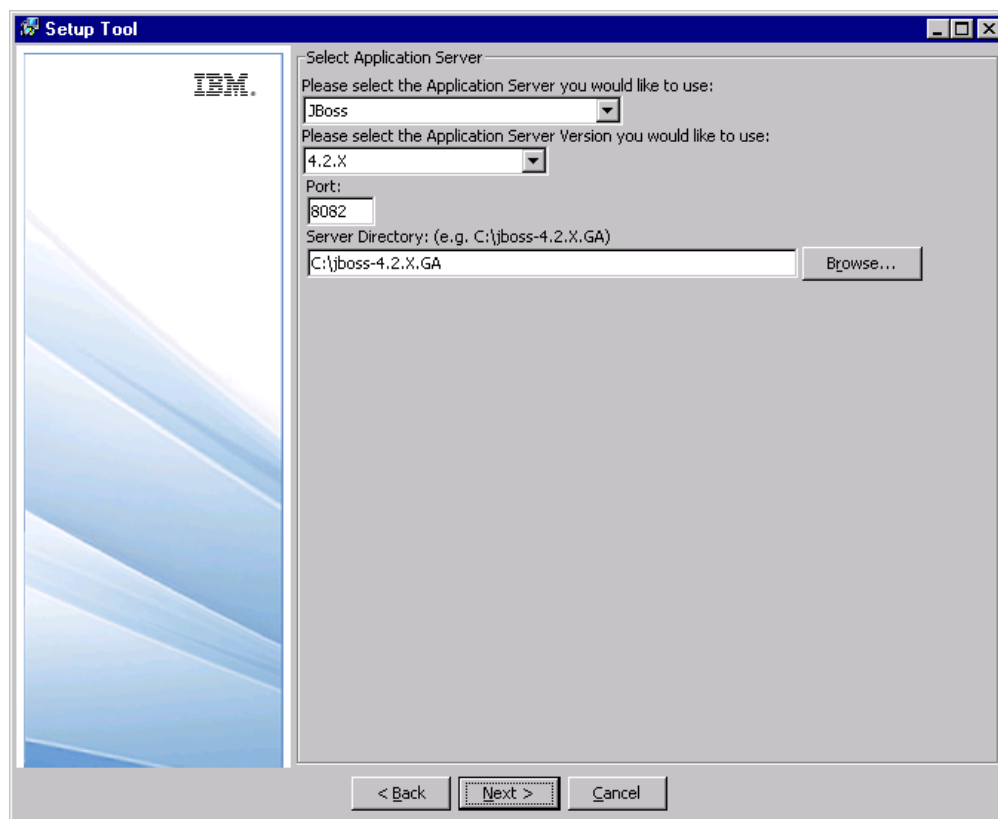 Setup Tool
IBM.
Select Application Server
Please select the Application Server you would like to use:
JBoss
Please select the Application Server Version you would like to use:
4.2.X
Port:
8082
Server Directory: (e.g. C:\jboss-4.2.X.GA)
C:\jboss-4.2.X.GA
Browse...
< Back
Next >
Cancel